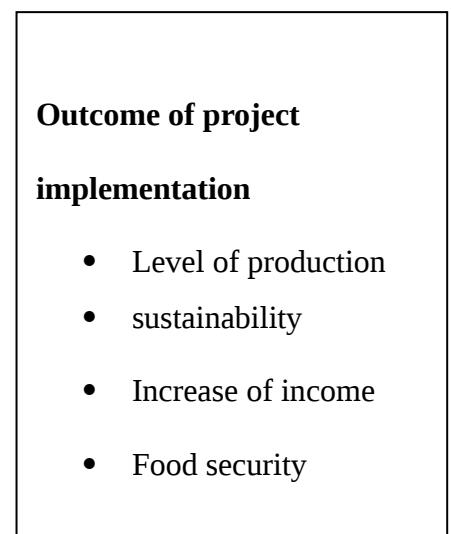 Outcome of project
implementation
• Level of production
• sustainability
• Increase of income
• Food security